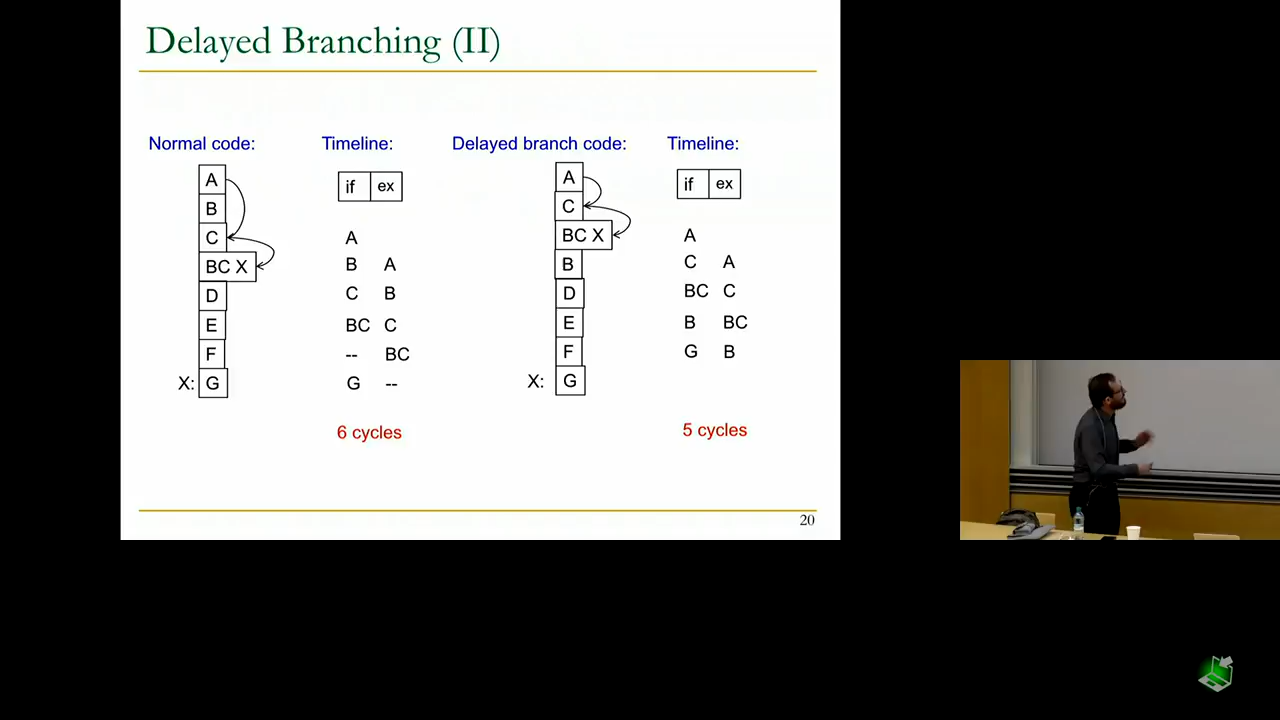 Delayed Branching (II)
Normal code: Timeline: Delayed branch code: Timeline:
A if ex A if ex
B C
C A BC X A
BC X B A B C A
D C B D BC C
E BC C E B BC
F -- BC F G B
X: G G -- X: G
6 cycles 5 cycles
20